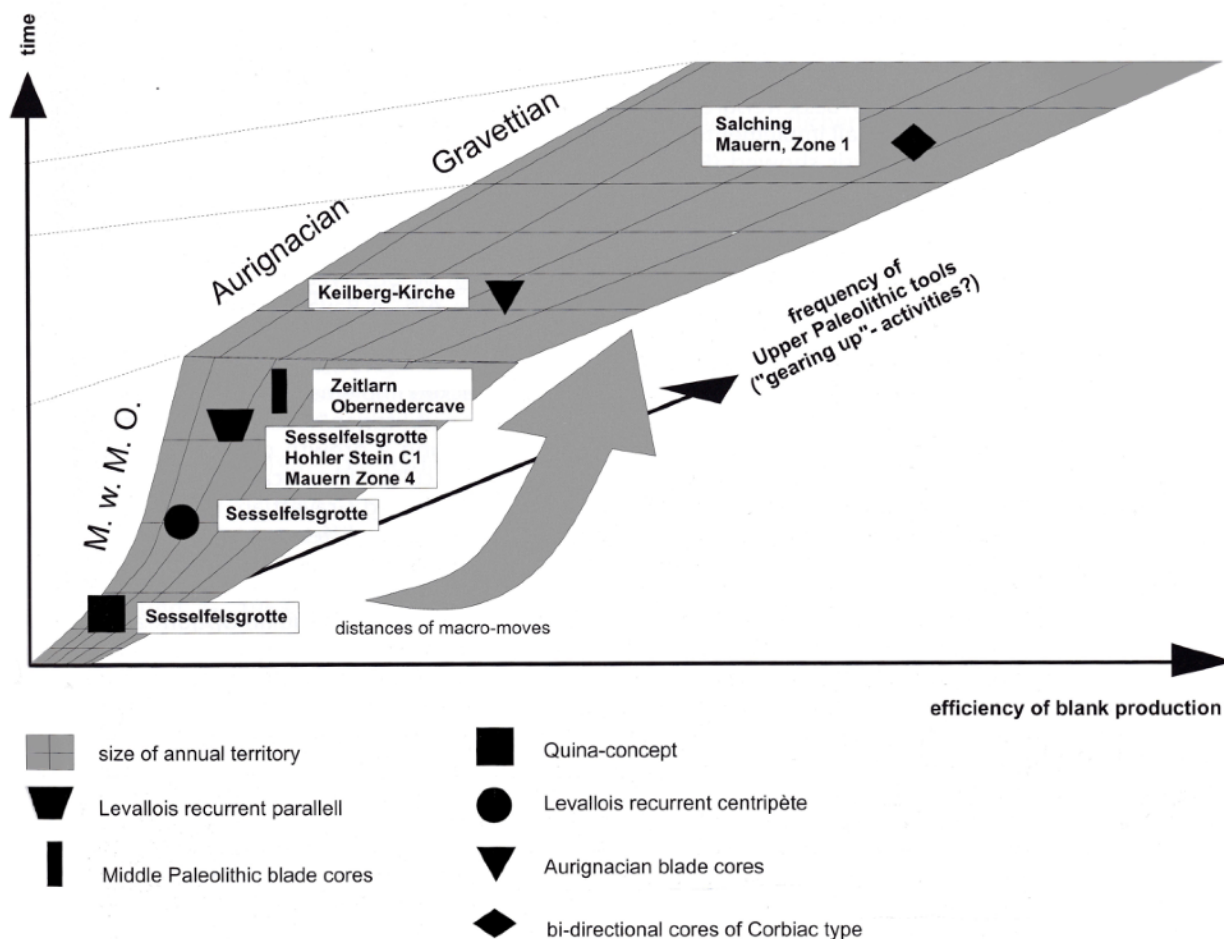 time
Gravettian
Aurignacian
M. w. M. O.
Salching
Mauern, Zone 1
Keilberg-Kirche
frequency of
Upper Paleolithic tools
("gearing up"- activities?)
Zeitlarn
Obernedercave
Sesselfelsgrotte
Hohler Stein C1
Mauern Zone 4
Sesselfelsgrotte
Sesselfelsgrotte
distances of macro-moves
efficiency of blank production
size of annual territory
Levallois recurrent parallell
Middle Paleolithic blade cores
Quina-concept
Levallois recurrent centripète
Aurignacian blade cores
bi-directional cores of Corbiac type